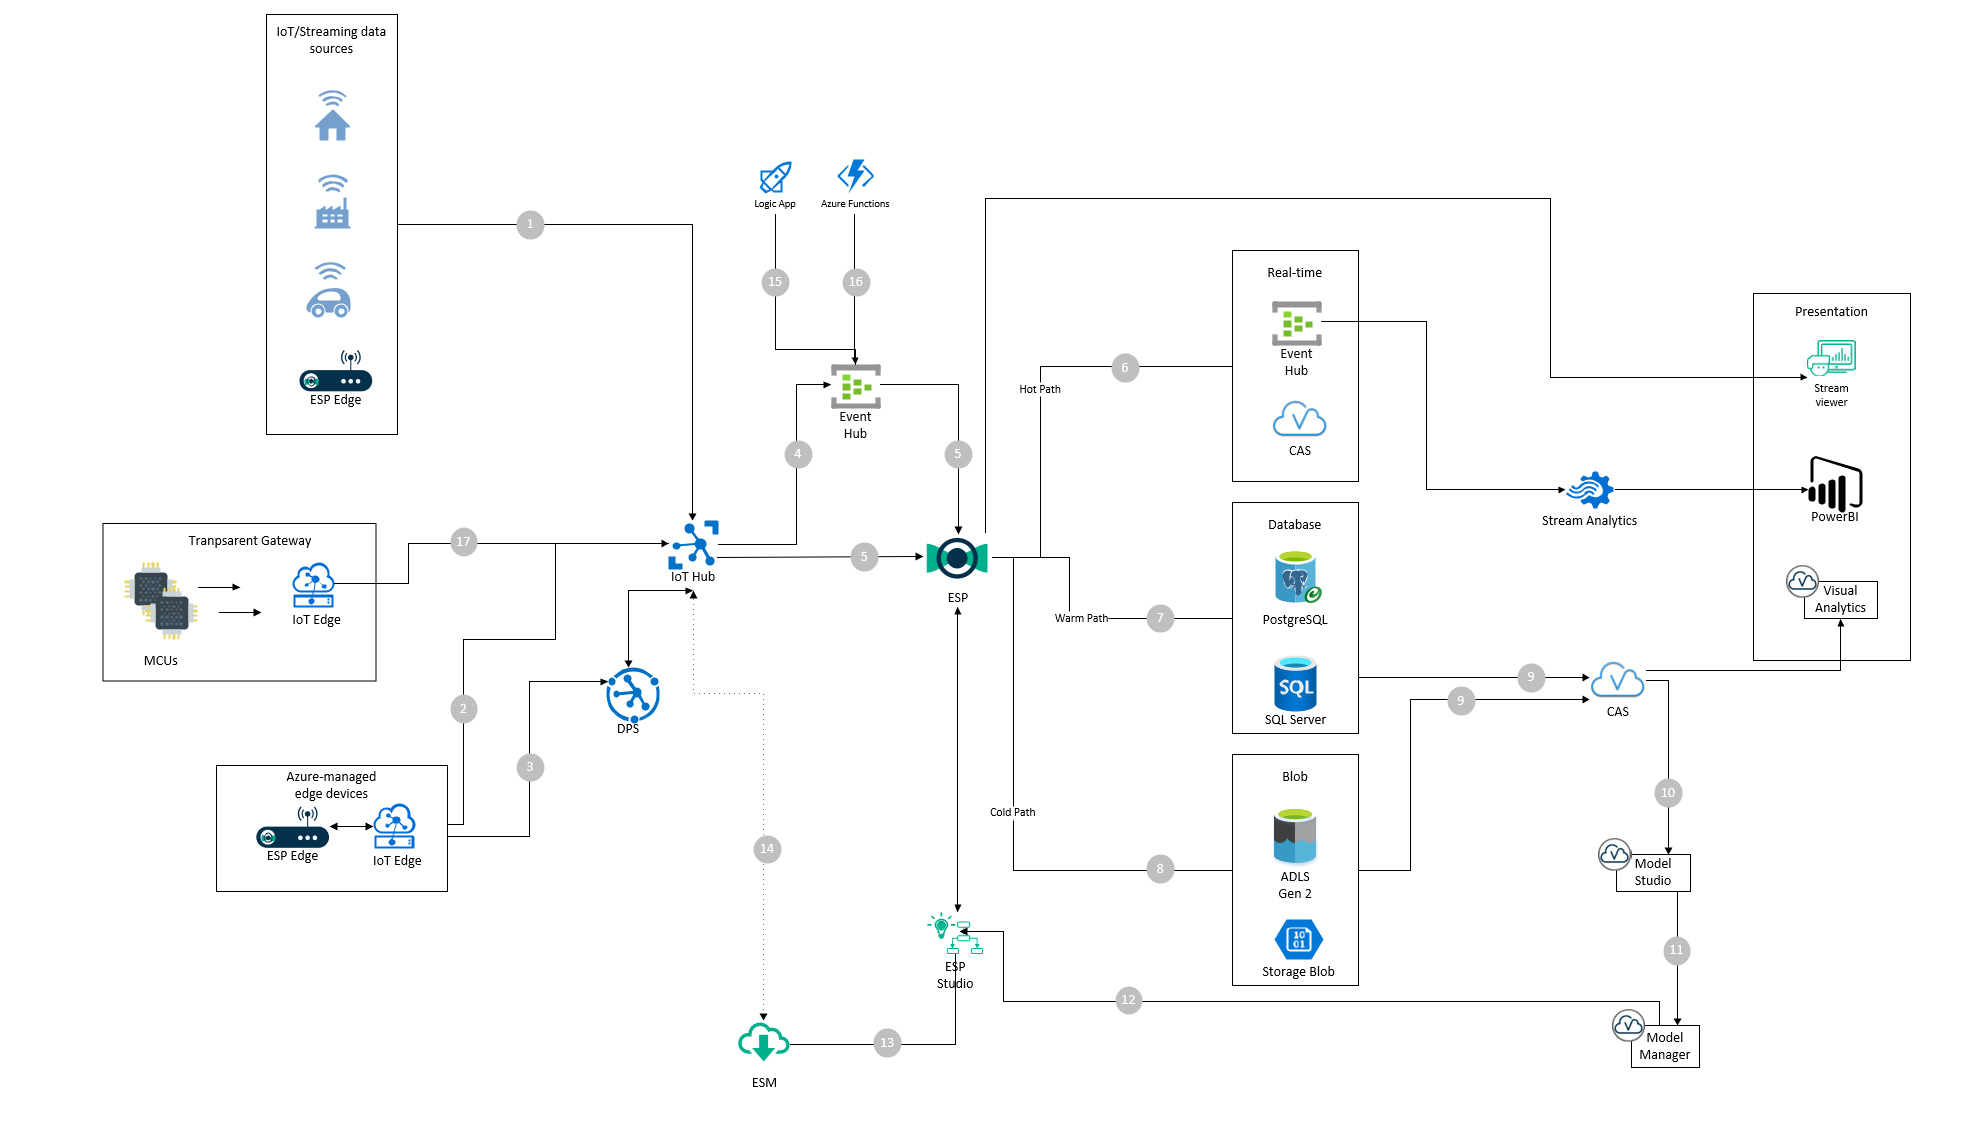 IoT/Streaming data
sources
ESP Edge
1
Logic App
Azure Functions
15
16
Event
Hub
4
5
Tranpsarent Gateway
MCUs
IoT Edge
17
IoT Hub
5
ESP
2
3
DPS
Azure-managed
edge devices
ESP Edge
IoT Edge
14
ESM
13
ESP
Studio
12
Hot Path
6
Warm Path
7
Cold Path
8
Real-time
Event
Hub
CAS
Database
PostgreSQL
SQL
SQL Server
Blob
ADLS
Gen 2
10
01
Storage Blob
Stream Analytics
9
9
CAS
10
Model
Studio
11
Model
Manager
Presentation
Stream
viewer
PowerBI
Visual
Analytics